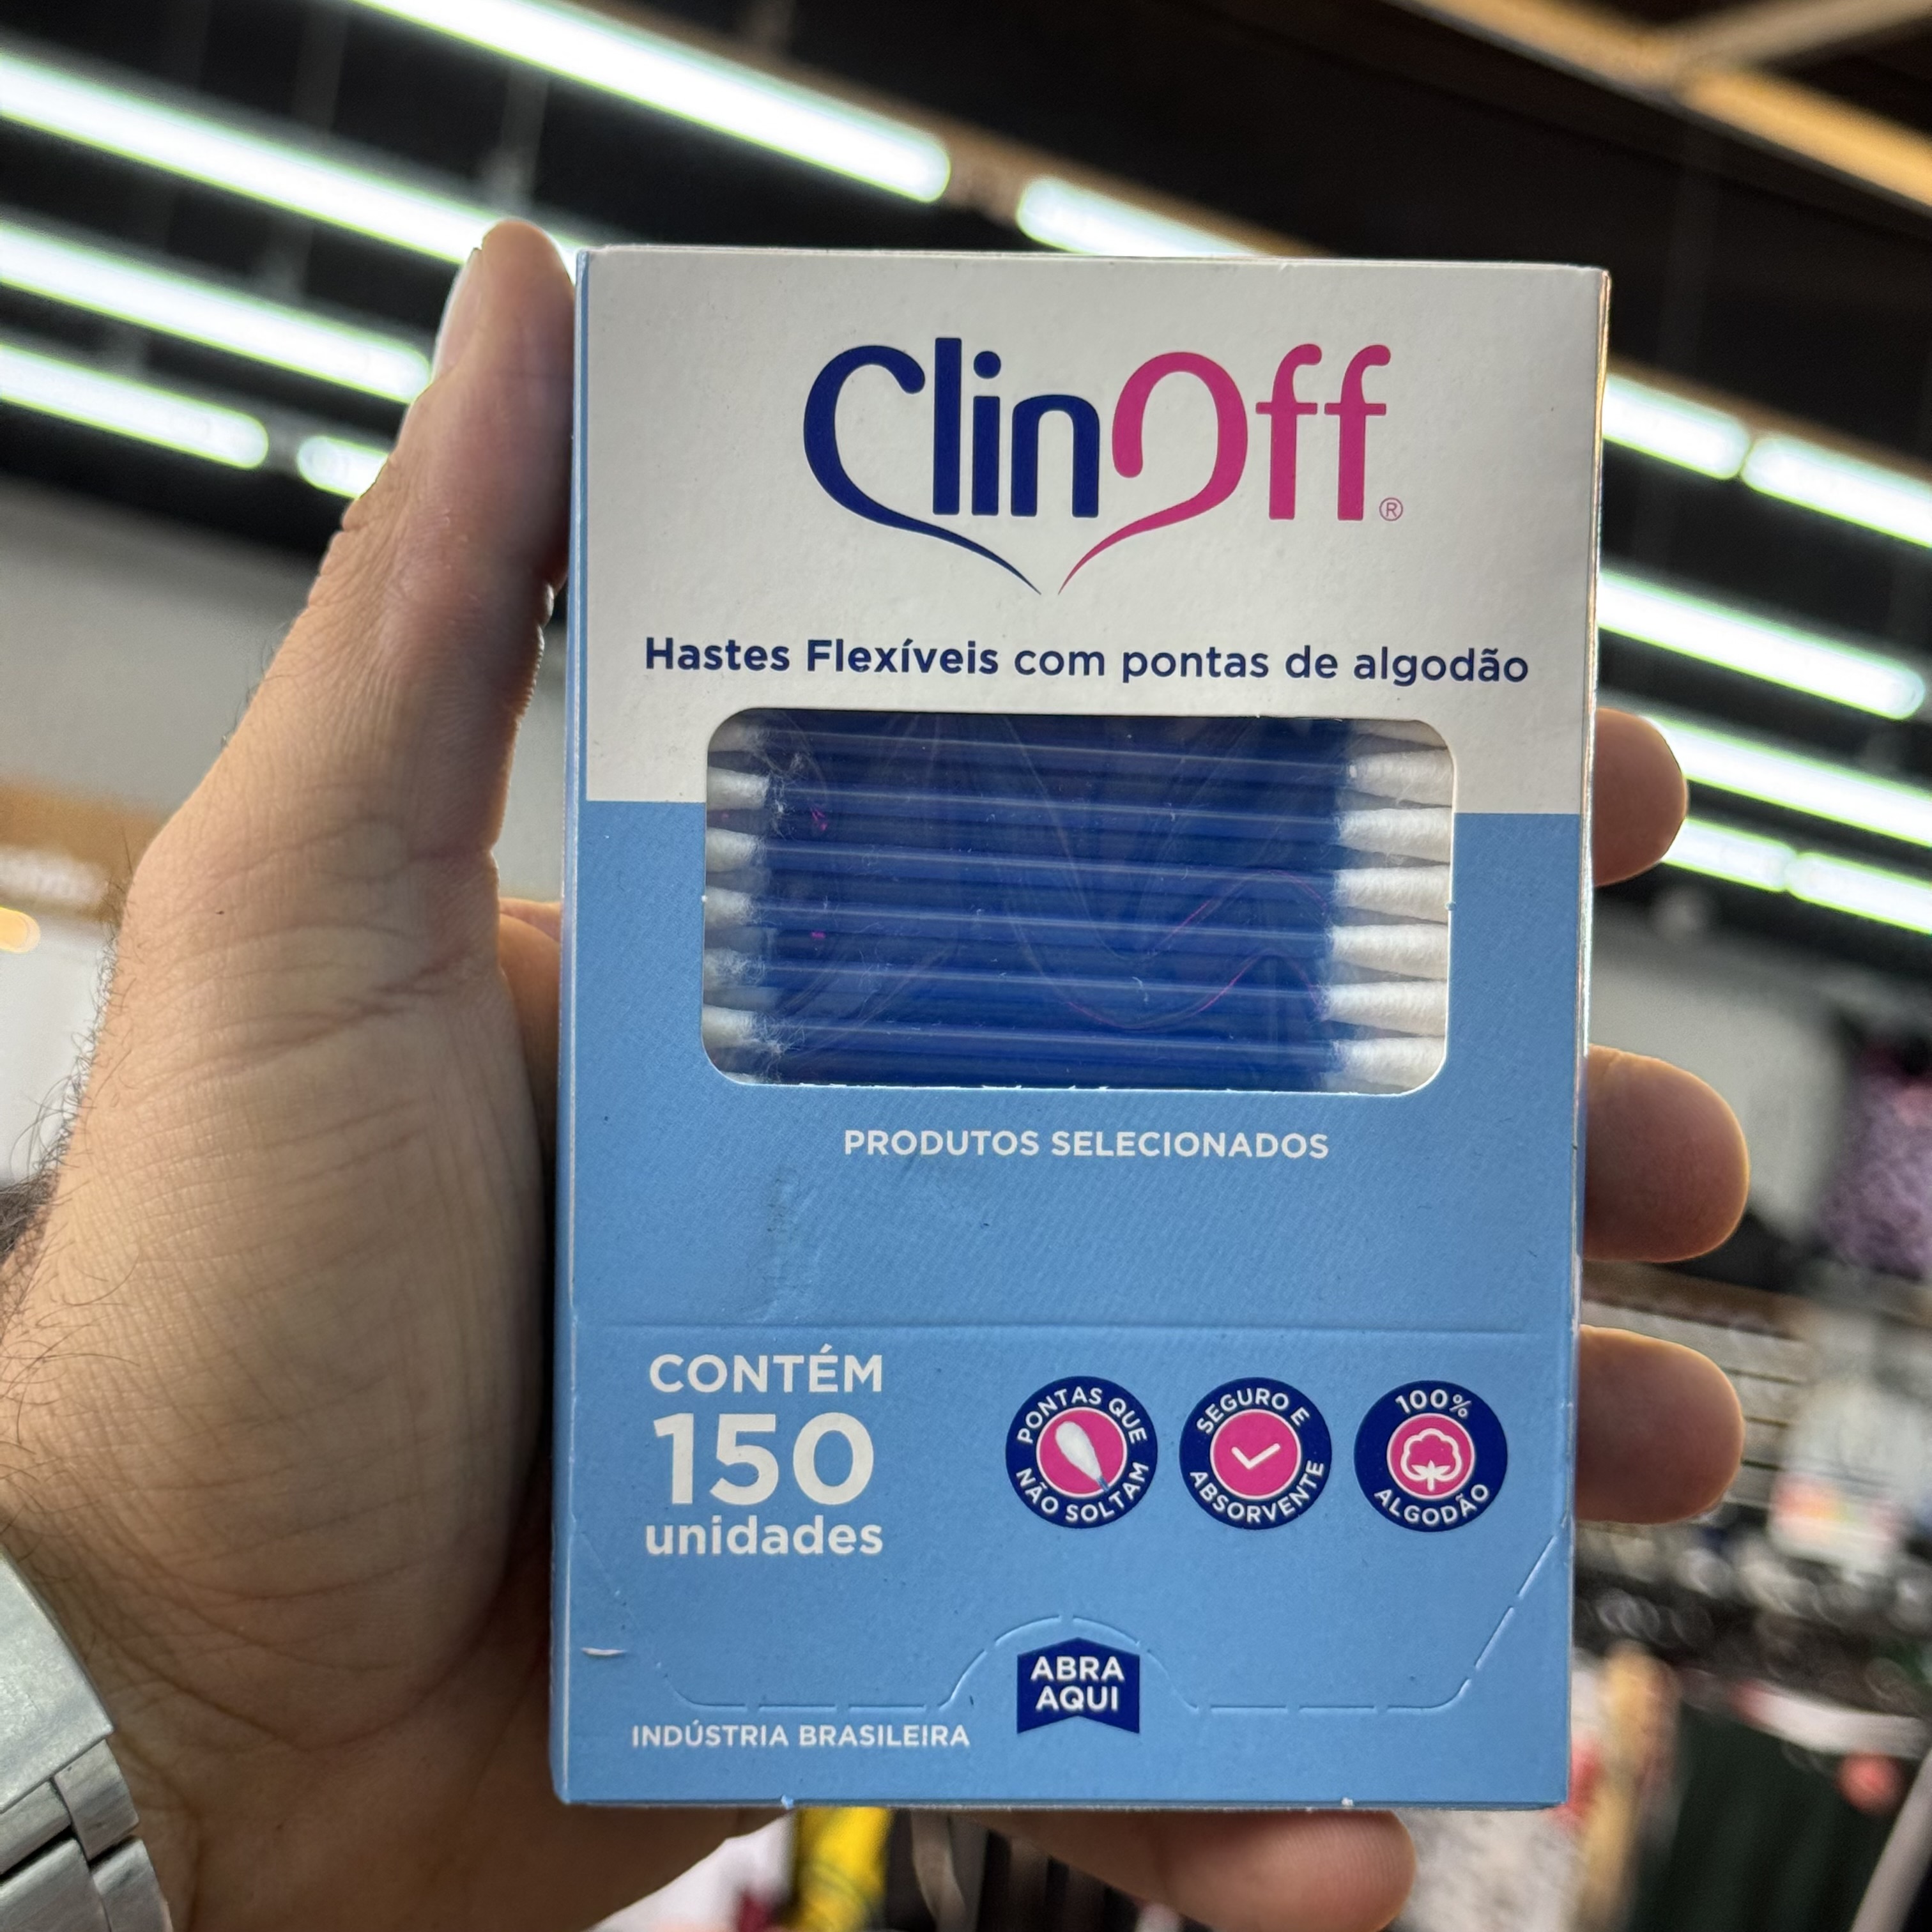 ClinOff®
Hastes Flexíveis com pontas de algodão
PRODUTOS SELECIONADOS
CONTÉM
150
unidades
PONTAS QUE
NÃO SOLTAM
SEGURO E
ABSORVENTE
100%
ALGODÃO
ABRA
AQUI
INDÚSTRIA BRASILEIRA